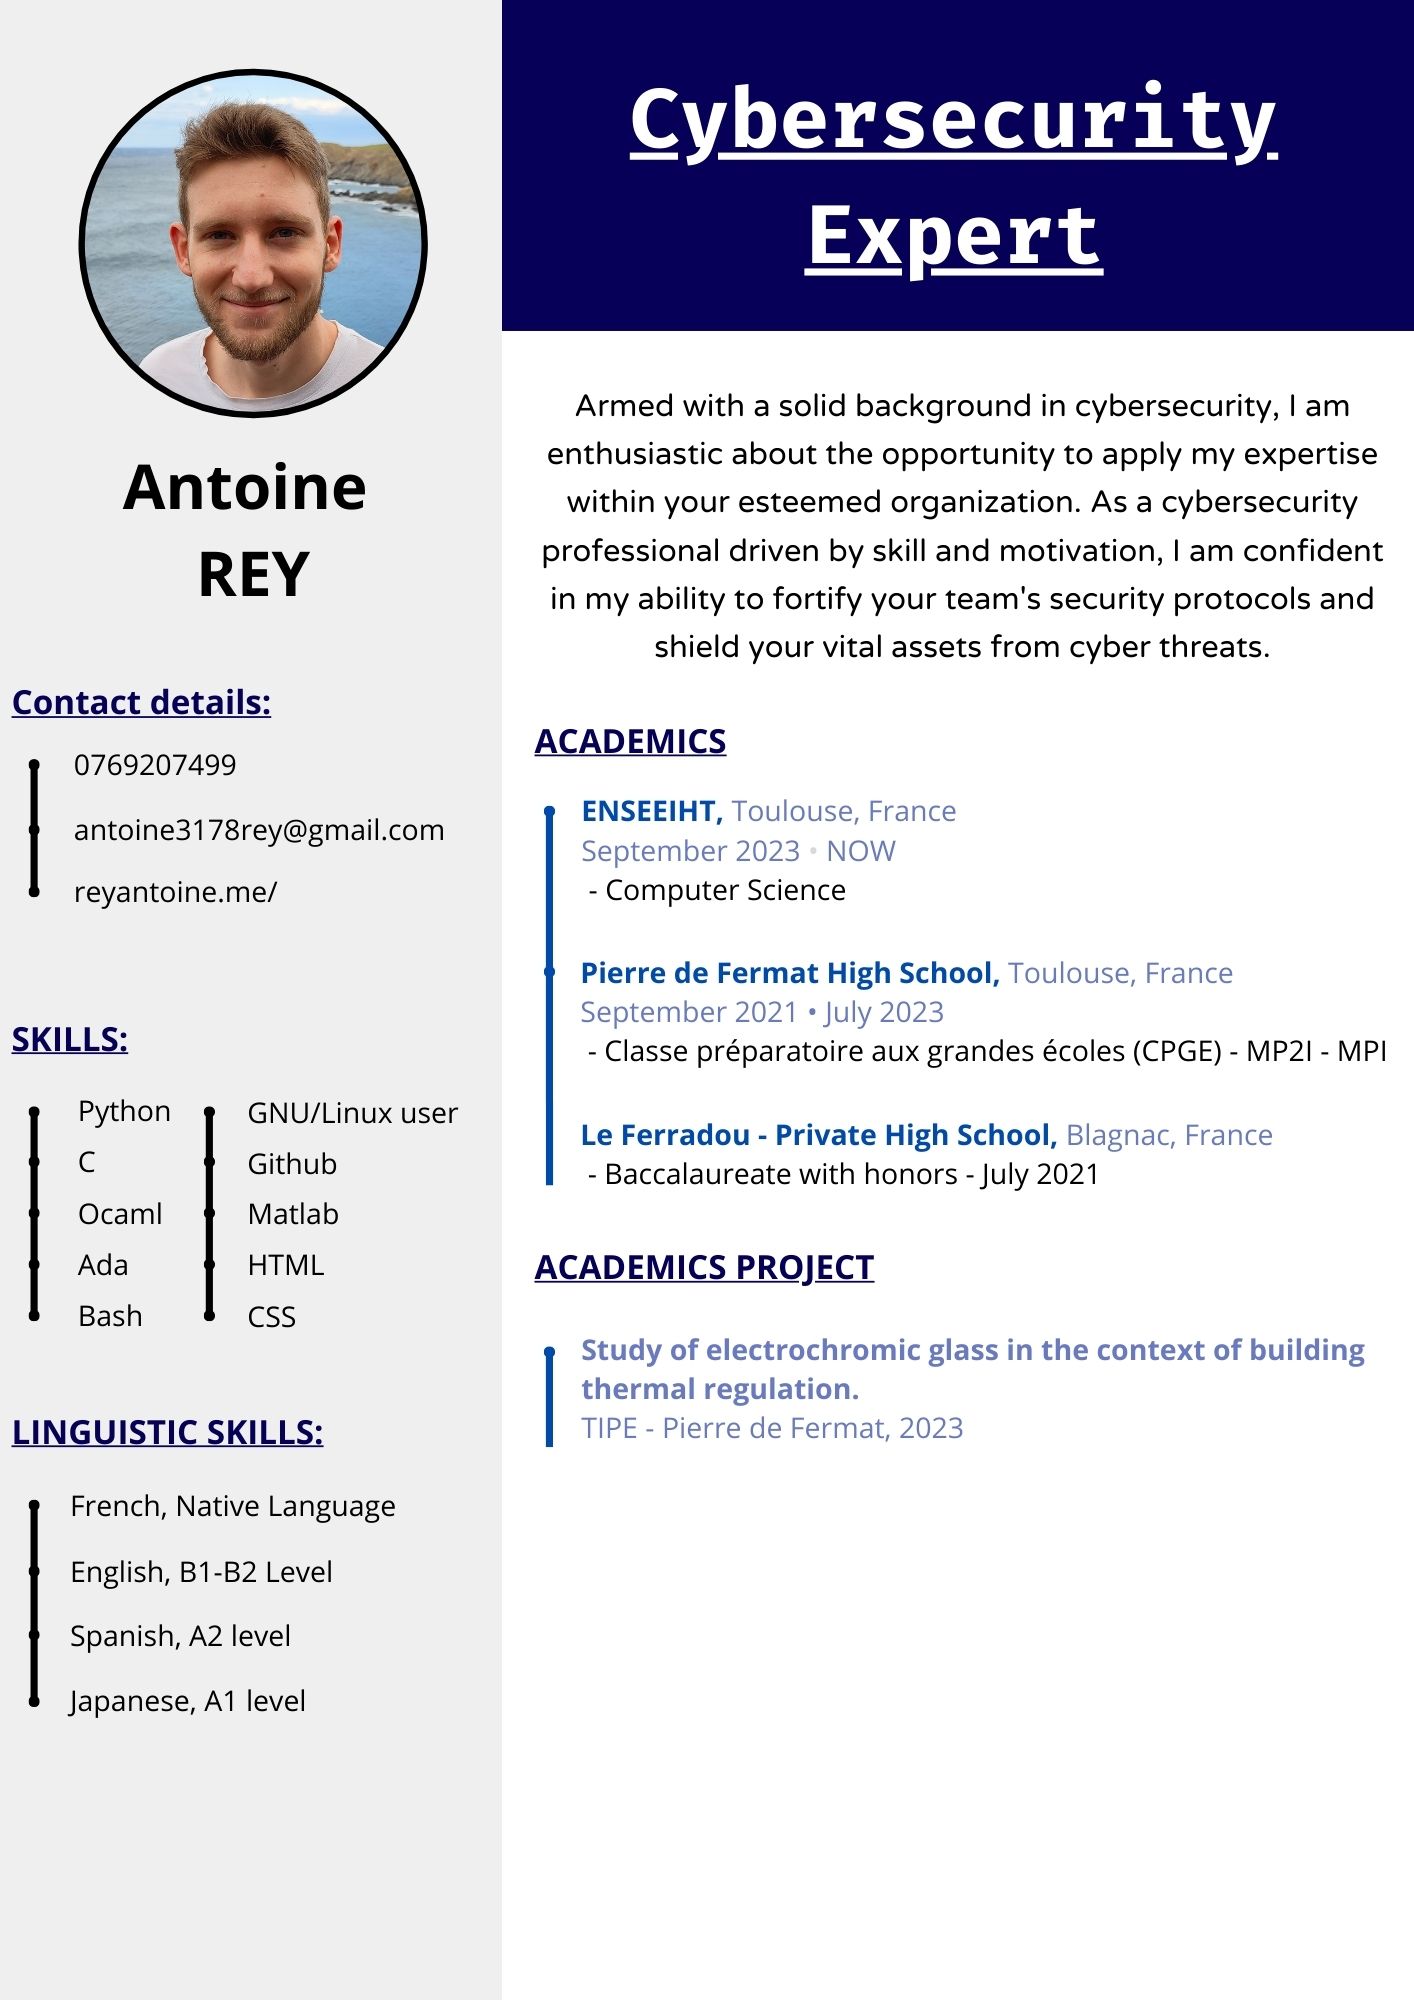 Antoine
REY
Contact details:
0769207499
antoine3178rey@gmail.com
reyantoine.me/
SKILLS:
Python
C
Ocaml
Ada
Bash
GNU/Linux user
Github
Matlab
HTML
CSS
LINGUISTIC SKILLS:
French, Native Language
English, B1-B2 Level
Spanish, A2 level
Japanese, A1 level
Cybersecurity
Expert
Armed with a solid background in cybersecurity, I am
enthusiastic about the opportunity to apply my expertise
within your esteemed organization. As a cybersecurity
professional driven by skill and motivation, I am confident
in my ability to fortify your team's security protocols and
shield your vital assets from cyber threats.
ACADEMICS
ENSEEIHT, Toulouse, France
September 2023 • NOW
- Computer Science
Pierre de Fermat High School, Toulouse, France
September 2021 • July 2023
- Classe préparatoire aux grandes écoles (CPGE) - MP2I - MPI
Le Ferradou - Private High School, Blagnac, France
- Baccalaureate with honors - July 2021
ACADEMICS PROJECT
Study of electrochromic glass in the context of building
thermal regulation.
TIPE - Pierre de Fermat, 2023